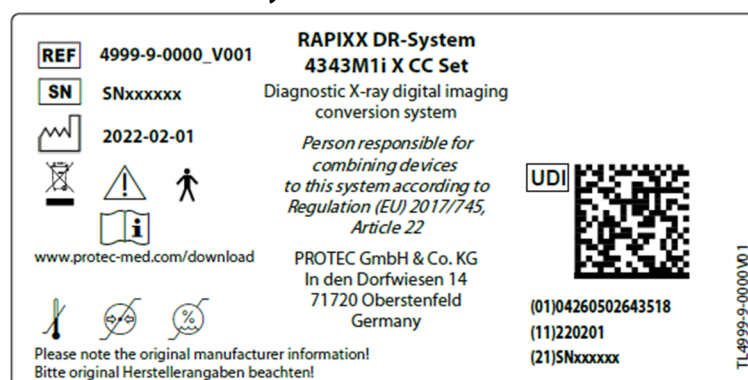 REF 4999-9-0000_V001
SN SNxxxxxx
2022-02-01
www.protec-med.com/download
Please note the original manufacturer information!
Bitte original Herstellerangaben beachten!
RAPIXX DR-System
4343M1i X CC Set
Diagnostic X-ray digital imaging
conversion system
Person responsible for
combining devices
to this system according to
Regulation (EU) 2017/745,
Article 22
PROTEC GmbH & Co. KG
In den Dorfwiesen 14
71720 Oberstenfeld
Germany
UDI
(01)04260502643518
(11)220201
(21)SNxxxxxx
TL4999-9-0000V01